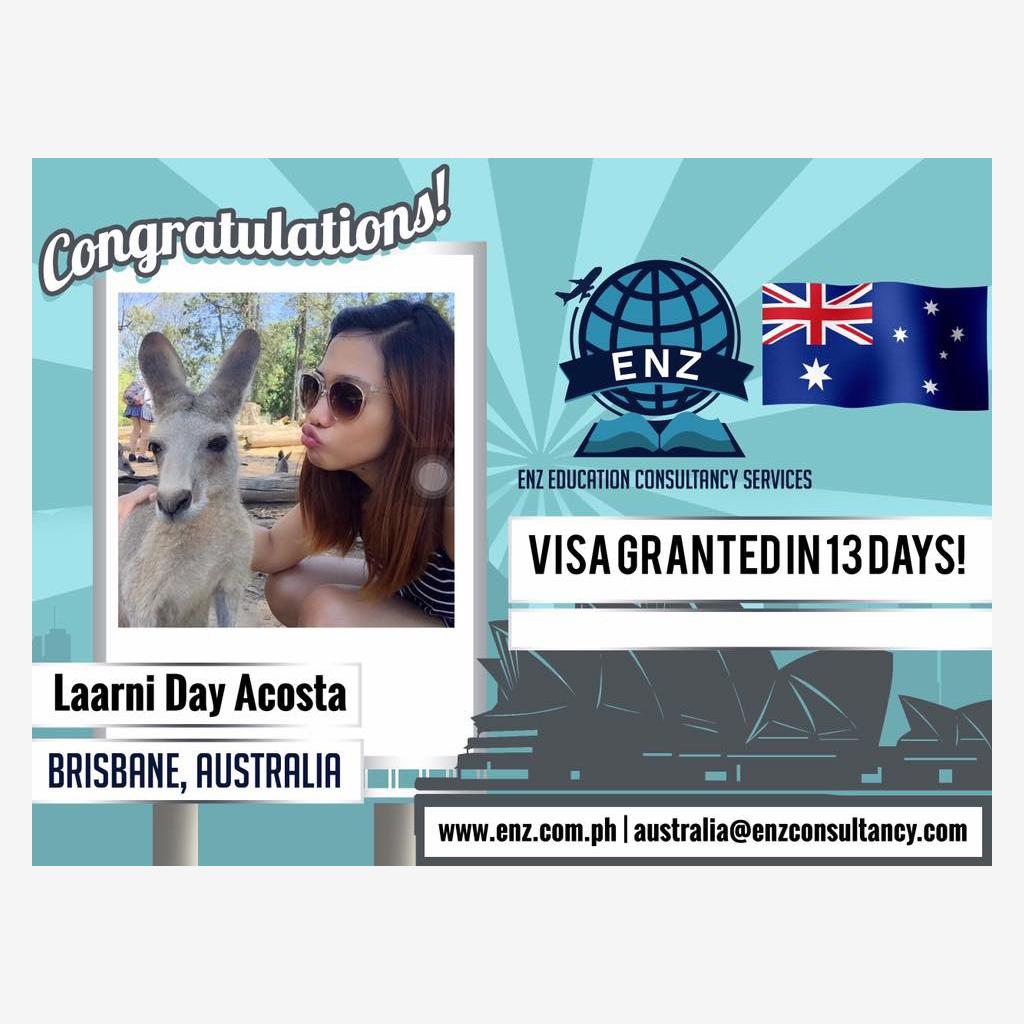 Congratulations!
ENZ
ENZ EDUCATION CONSULTANCY SERVICES
VISA GRANTED IN 13 DAYS!
Laarni Day Acosta
BRISBANE, AUSTRALIA
www.enz.com.ph | australia@enzconsultancy.com